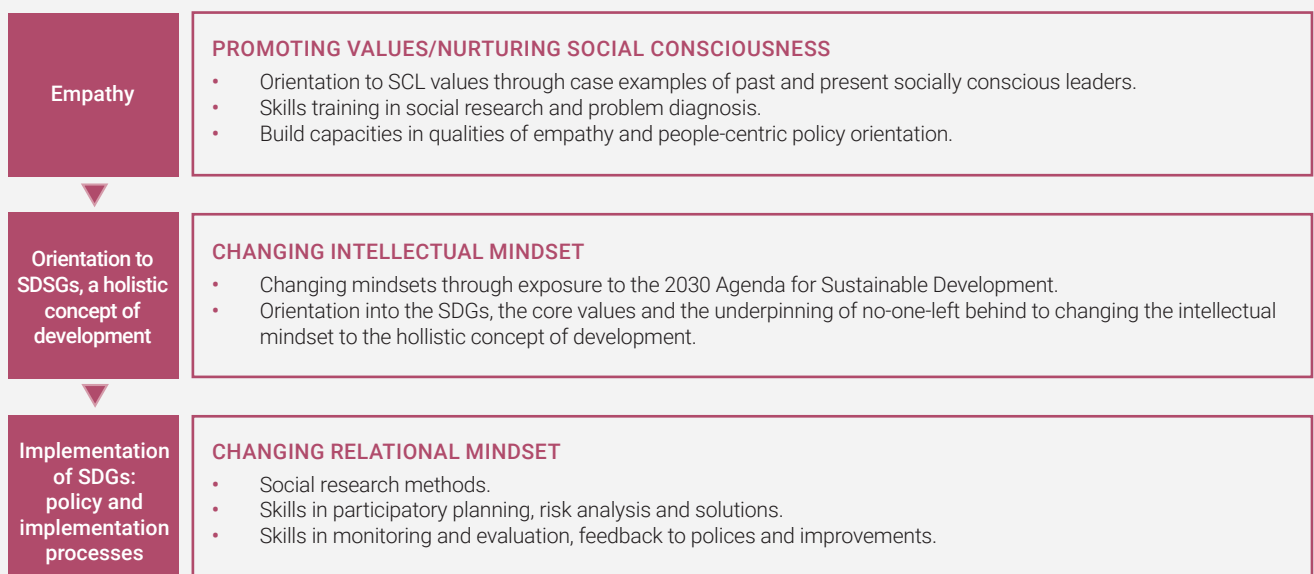 Empathy
PROMOTING VALUES/NURTURING SOCIAL CONSCIOUSNESS
• Orientation to SCL values through case examples of past and present socially conscious leaders.
• Skills training in social research and problem diagnosis.
• Build capacities in qualities of empathy and people-centric policy orientation.
Orientation to
SDSGs, a holistic
concept of
development
CHANGING INTELLECTUAL MINDSET
• Changing mindsets through exposure to the 2030 Agenda for Sustainable Development.
• Orientation into the SDGs, the core values and the underpinning of no-one-left behind to changing the intellectual
mindset to the hollistic concept of development.
Implementation
of SDGs:
policy and
implementation
processes
CHANGING RELATIONAL MINDSET
• Social research methods.
• Skills in participatory planning, risk analysis and solutions.
• Skills in monitoring and evaluation, feedback to polices and improvements.